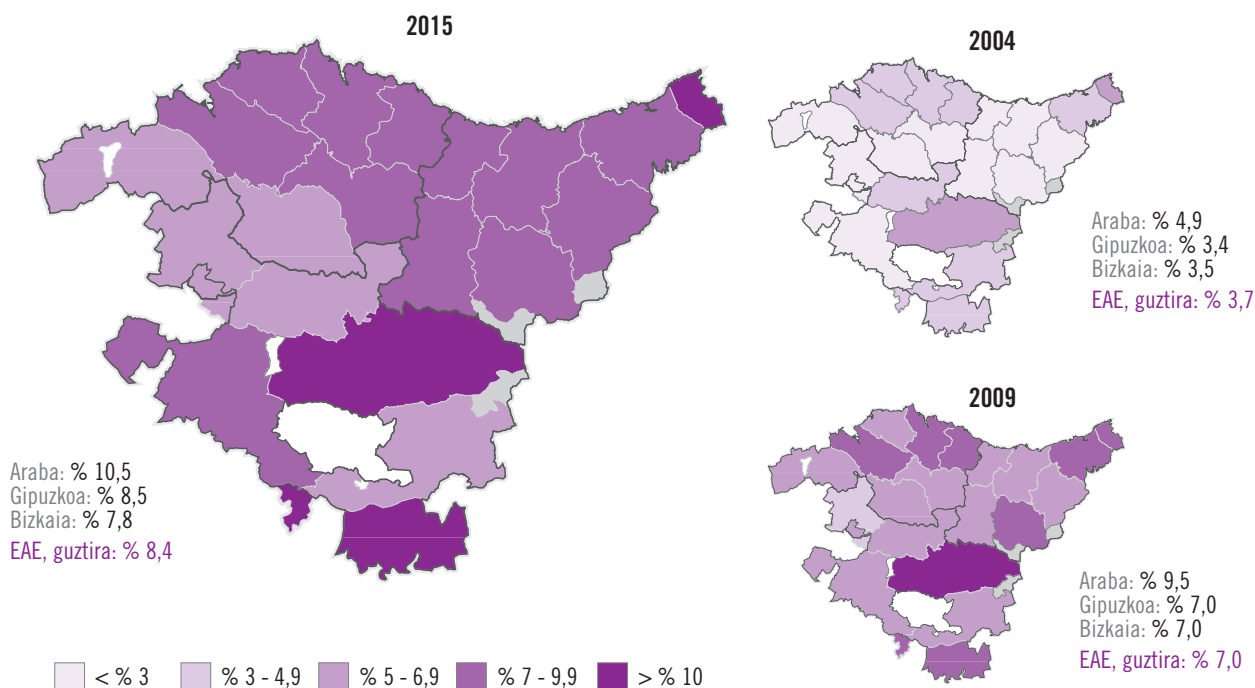 2015
Araba: % 10,5
Gipuzkoa: % 8,5
Bizkaia: % 7,8
EAE, guztira: % 8,4
2004
Araba: % 4,9
Gipuzkoa: % 3,4
Bizkaia: % 3,5
EAE, guztira: % 3,7
2009
Araba: % 9,5
Gipuzkoa: % 7,0
Bizkaia: % 7,0
EAE, guztira: % 7,0
< % 3 % 3 - 4,9 % 5 - 6,9 % 7 - 9,9 > % 10